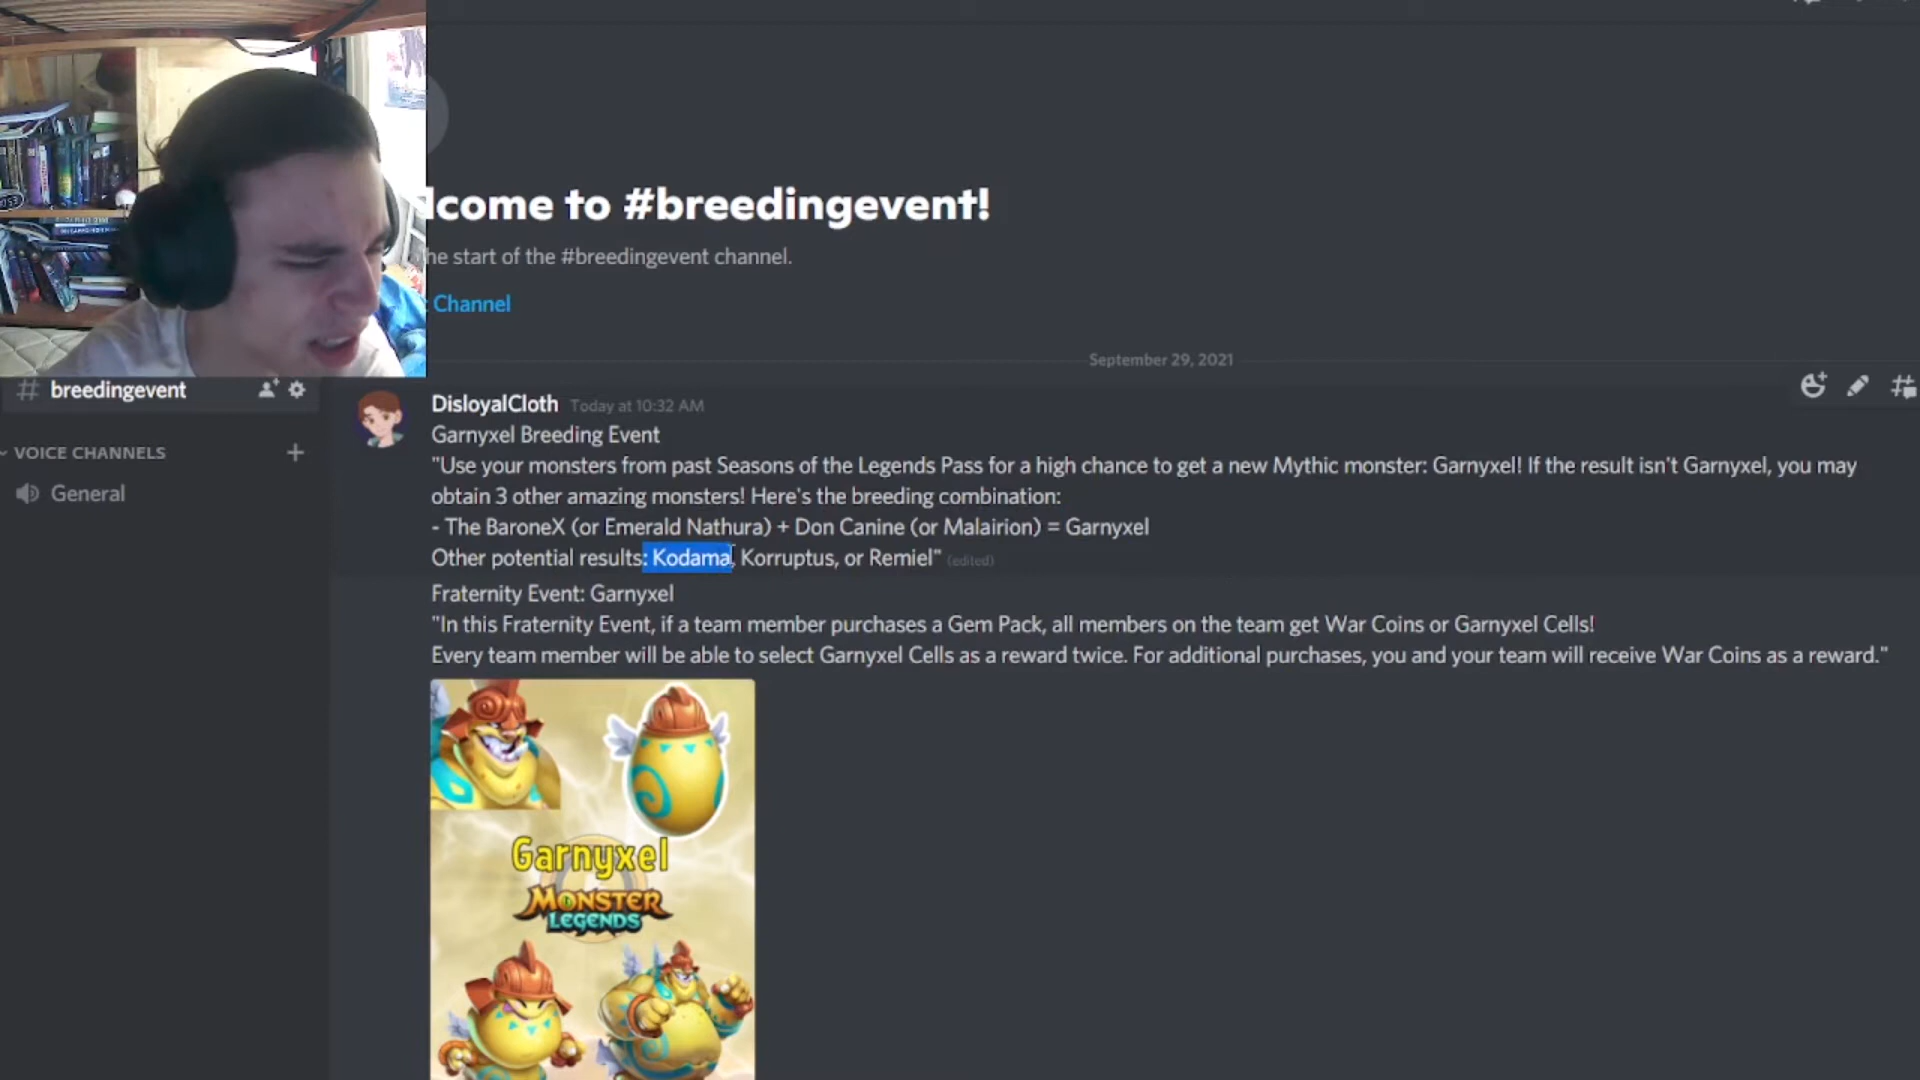 lcome to #breedingevent!
he start of the #breedingevent channel.
Channel
September 29, 2021
breedingevent
DisloyalCloth Today at 10:32 AM
Garnyxel Breeding Event
"Use your monsters from past Seasons of the Legends Pass for a high chance to get a new Mythic monster: Garnyxel! If the result isn't Garnyxel, you may
obtain 3 other amazing monsters! Here's the breeding combination:
- The BaroneX (or Emerald Nathura) + Don Canine (or Malairion) = Garnyxel
Other potential results: Kodama, Korruptus, or Remiel" (edited)
VOICE CHANNELS
General
Fraternity Event: Garnyxel
"In this Fraternity Event, if a team member purchases a Gem Pack, all members on the team get War Coins or Garnyxel Cells!
Every team member will be able to select Garnyxel Cells as a reward twice. For additional purchases, you and your team will receive War Coins as a reward."
Garnyxel
MONSTER
LEGENDS